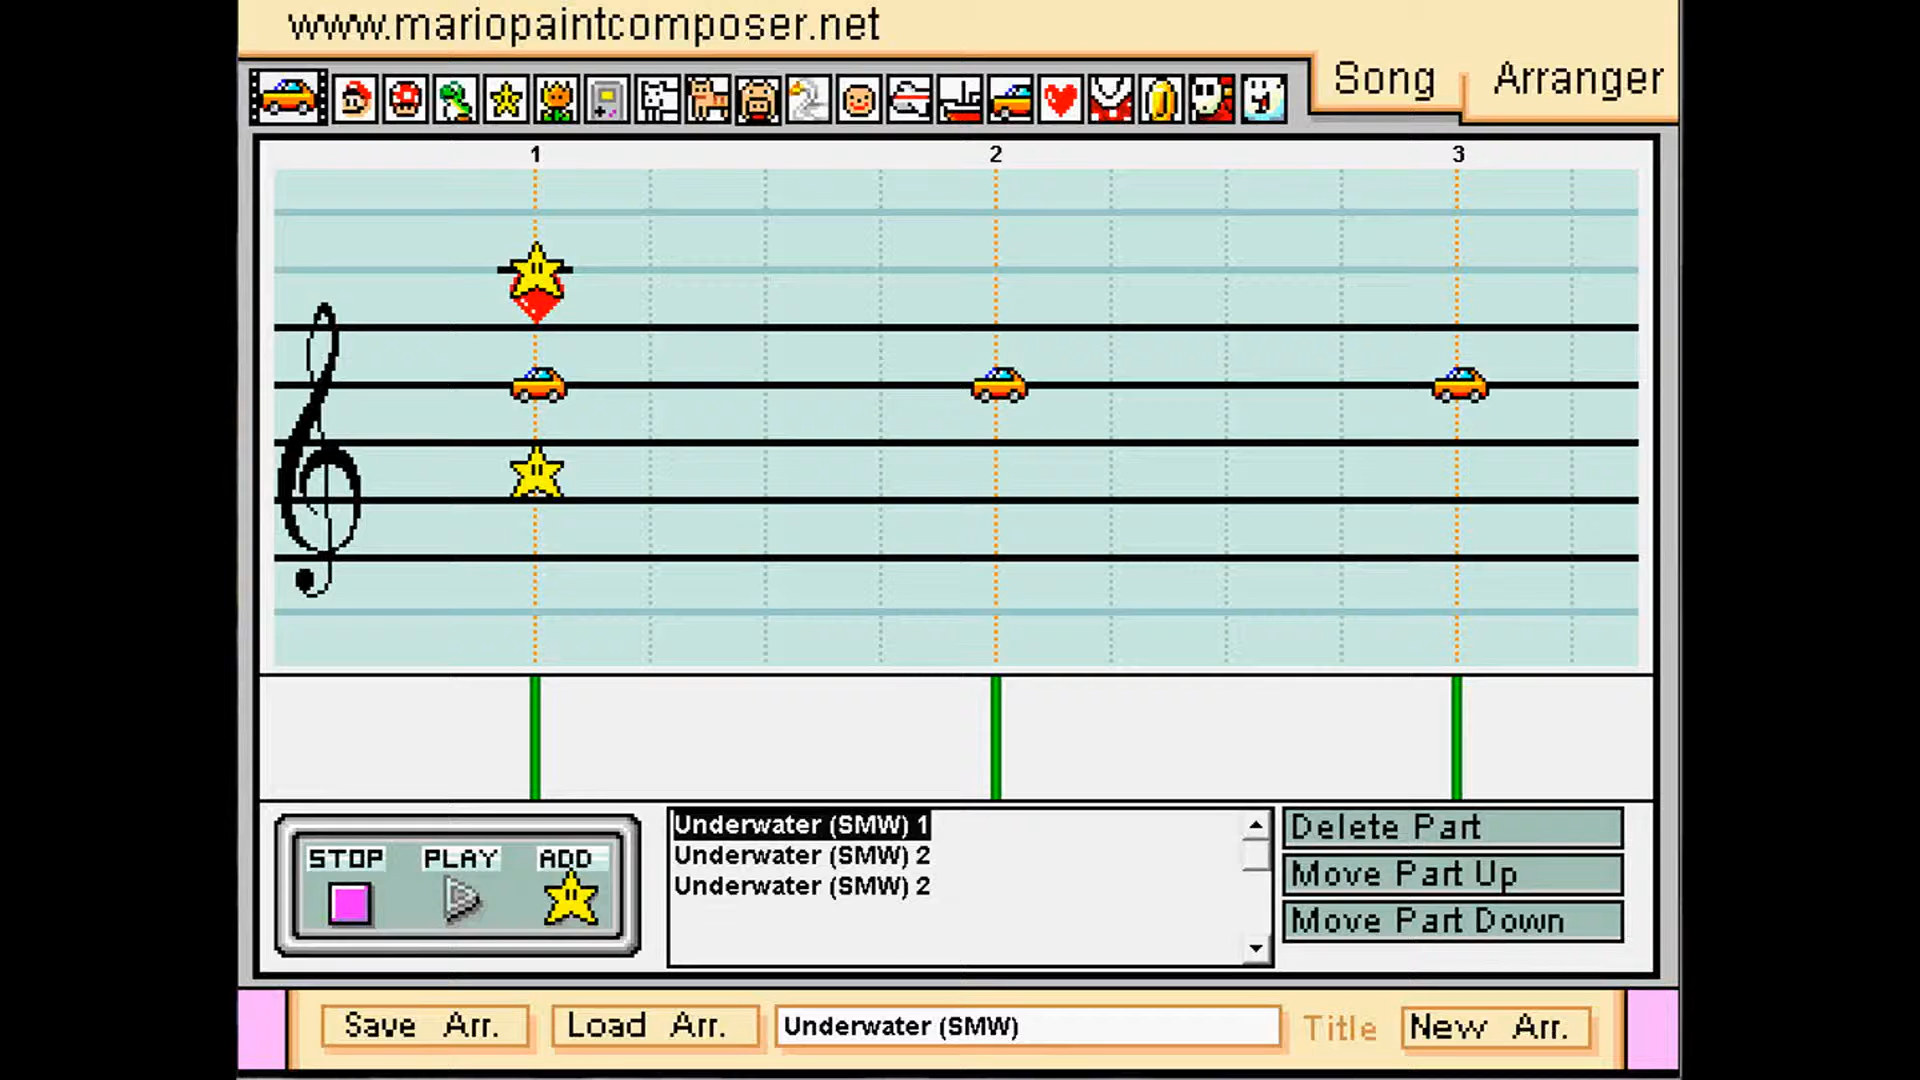 www.mariopaintcomposer.net
Song
Arranger
1
2
3
STOP
PLAY
ADD
Underwater (SMW) 1
Underwater (SMW) 2
Underwater (SMW) 2
Delete Part
Move Part Up
Move Part Down
Save Arr.
Load Arr.
Underwater (SMW)
Title
New Arr.